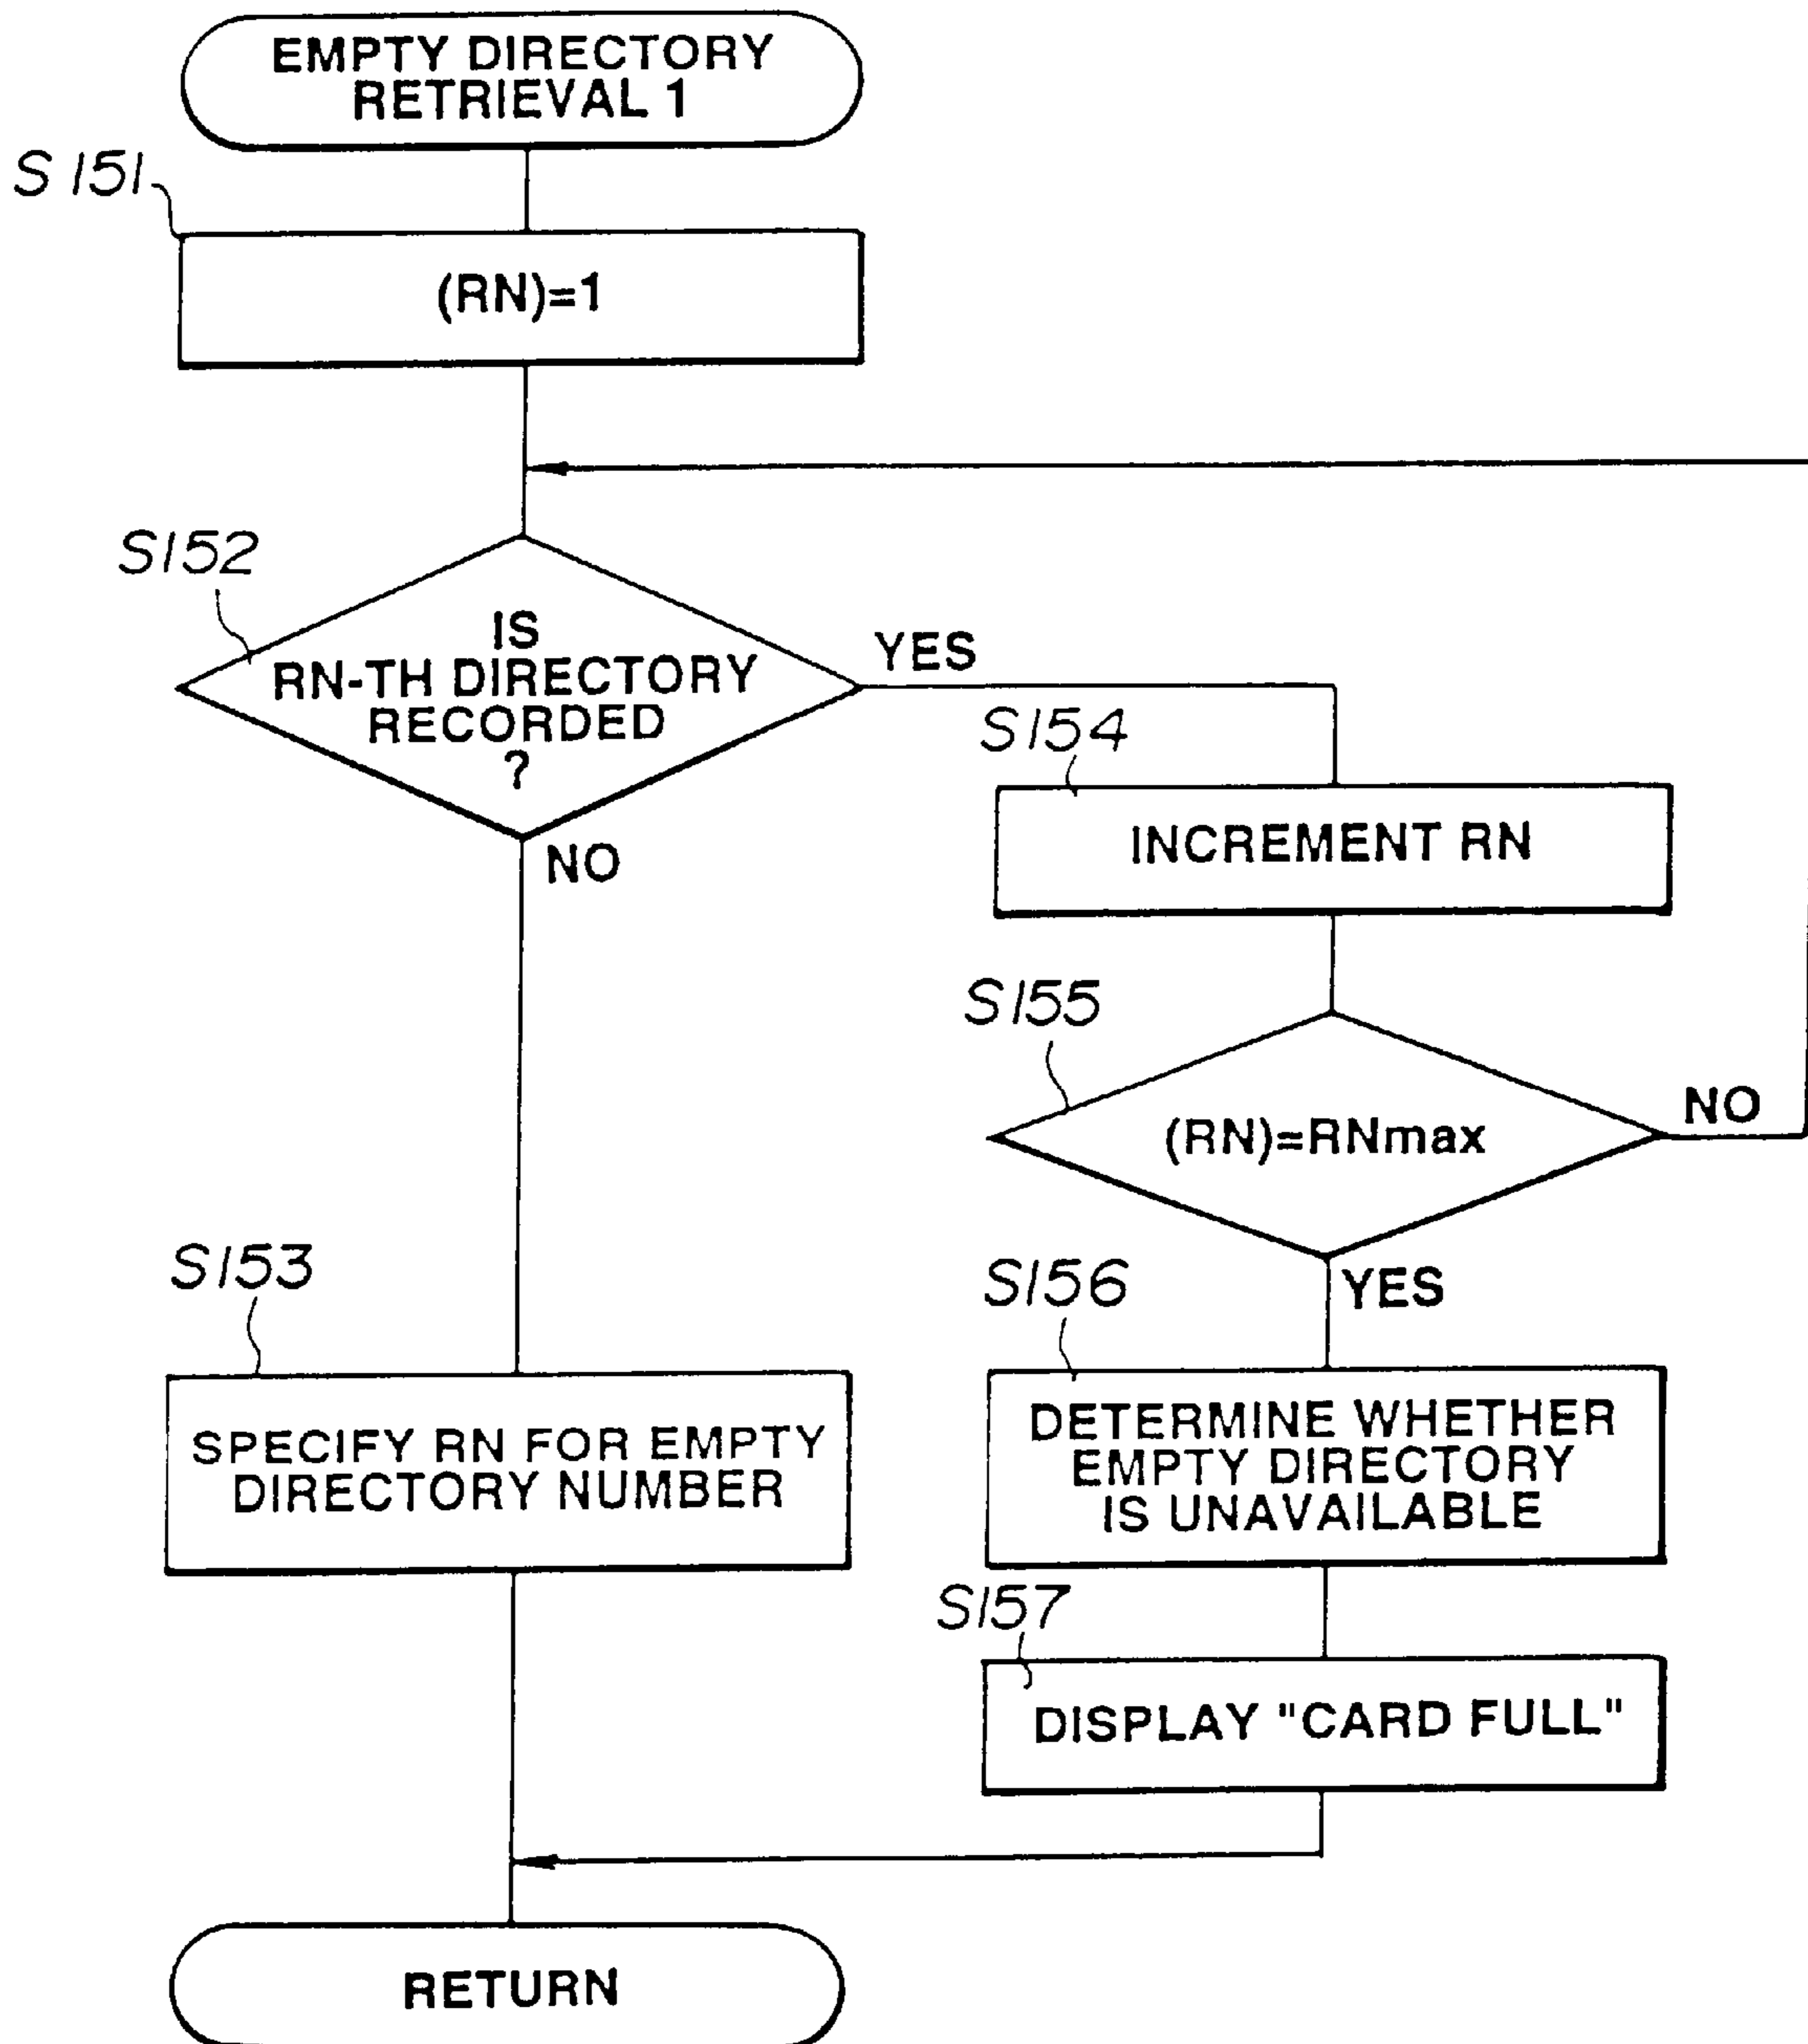 EMPTY DIRECTORY
RETRIEVAL 1
S151
(RN)=1
S152
IS
RN-TH DIRECTORY
RECORDED
?
YES
NO
S154
INCREMENT RN
S155
(RN)=RNmax
NO
YES
S153
SPECIFY RN FOR EMPTY
DIRECTORY NUMBER
S156
DETERMINE WHETHER
EMPTY DIRECTORY
IS UNAVAILABLE
S157
DISPLAY "CARD FULL"
RETURN